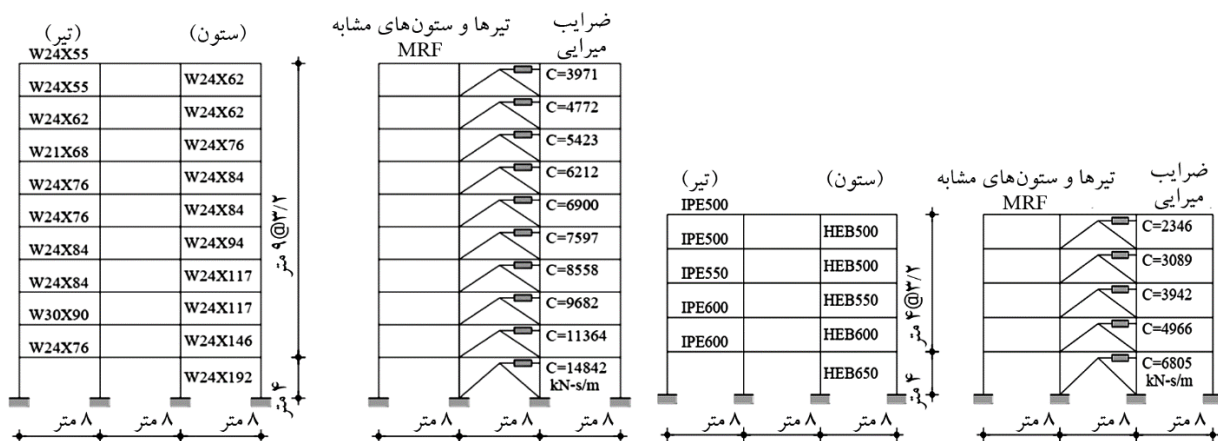 (تیر)
(ستون)
W24X55
W24X55
W24X62
W24X62
W24X62
W21X68
W24X76
W24X76
W24X84
W24X76
W24X84
W24X84
W24X94
W24X84
W24X117
W30X90
W24X117
W24X76
W24X146
W24X192
۹@۳/۲ متر
۴ متر
۸ متر
۸ متر
۸ متر
تیرها و ستون‌های مشابه
MRF
ضرایب
میرایی
C=3971
C=4772
C=5423
C=6212
C=6900
C=7597
C=8558
C=9682
C=11364
C=14842
kN-s/m
۸ متر
۸ متر
۸ متر
(تیر)
(ستون)
IPE500
IPE500
HEB500
IPE550
HEB500
IPE600
HEB550
IPE600
HEB600
HEB650
۴@۳/۲ متر
۴ متر
۸ متر
۸ متر
۸ متر
تیرها و ستون‌های مشابه
MRF
ضرایب
میرایی
C=2346
C=3089
C=3942
C=4966
C=6805
kN-s/m
۸ متر
۸ متر
۸ متر